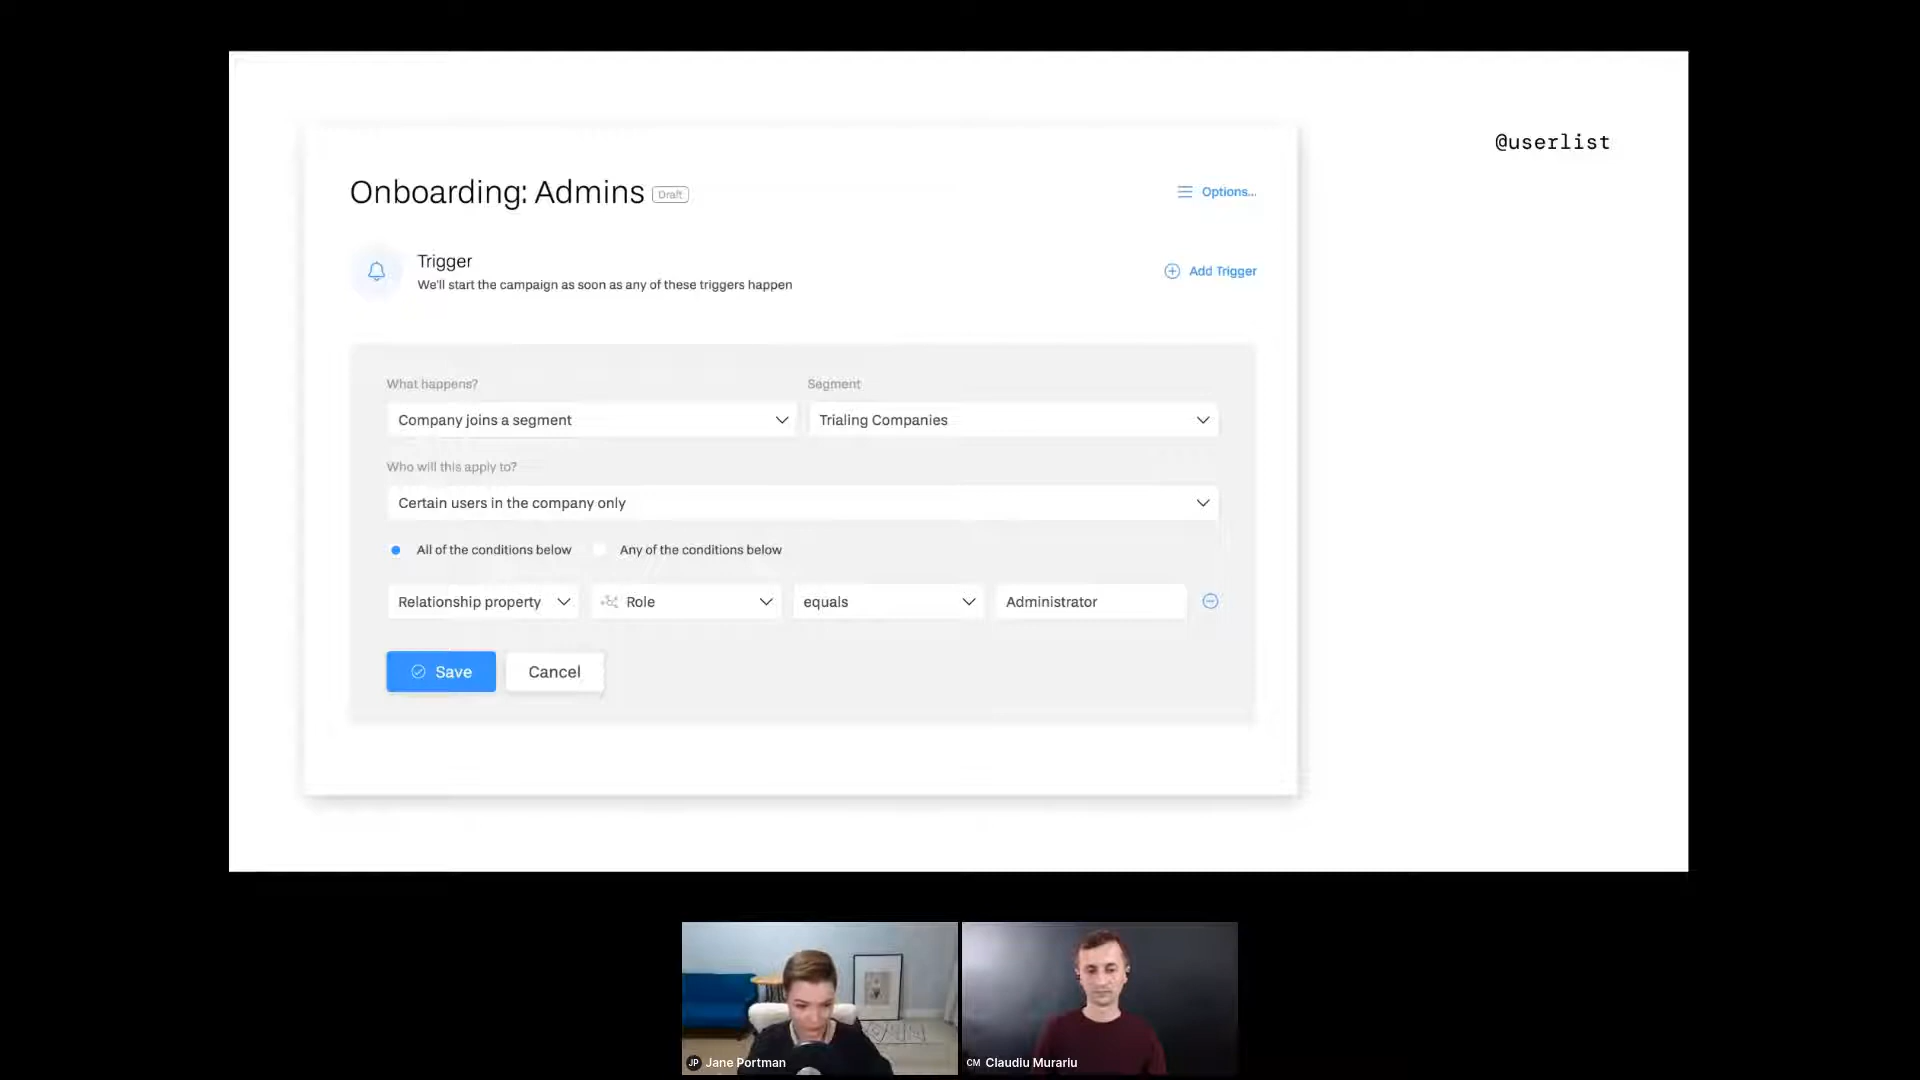 @userlist
Onboarding: Admins Draft
Options...
Trigger
We'll start the campaign as soon as any of these triggers happen
Add Trigger
What happens?
Segment
Company joins a segment
Trialing Companies
Who will this apply to?
Certain users in the company only
All of the conditions below
Any of the conditions below
Relationship property
Role
equals
Administrator
Save
Cancel
JP Jane Portman
CM Claudiu Murariu